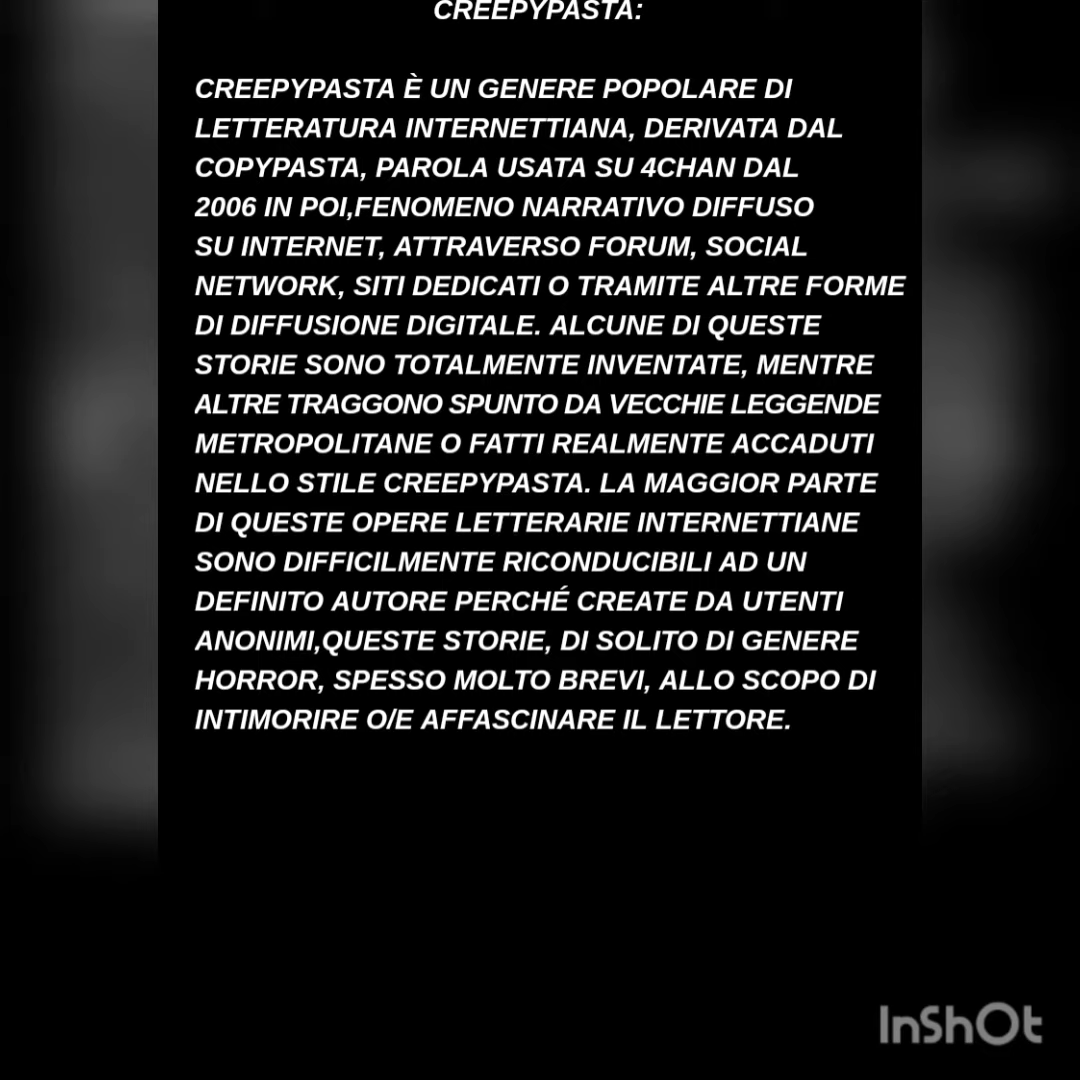 CREEPYPASTA:
CREEPYPASTA È UN GENERE POPOLARE DI
LETTERATURA INTERNETTIANA, DERIVATA DAL
COPYPASTA, PAROLA USATA SU 4CHAN DAL
2006 IN POI,FENOMENO NARRATIVO DIFFUSO
SU INTERNET, ATTRAVERSO FORUM, SOCIAL
NETWORK, SITI DEDICATI O TRAMITE ALTRE FORME
DI DIFFUSIONE DIGITALE. ALCUNE DI QUESTE
STORIE SONO TOTALMENTE INVENTATE, MENTRE
ALTRE TRAGGONO SPUNTO DA VECCHIE LEGGENDE
METROPOLITANE O FATTI REALMENTE ACCADUTI
NELLO STILE CREEPYPASTA. LA MAGGIOR PARTE
DI QUESTE OPERE LETTERARIE INTERNETTIANE
SONO DIFFICILMENTE RICONDUCIBILI AD UN
DEFINITO AUTORE PERCHÉ CREATE DA UTENTI
ANONIMI,QUESTE STORIE, DI SOLITO DI GENERE
HORROR, SPESSO MOLTO BREVI, ALLO SCOPO DI
INTIMORIRE O/E AFFASCINARE IL LETTORE.
InShOt